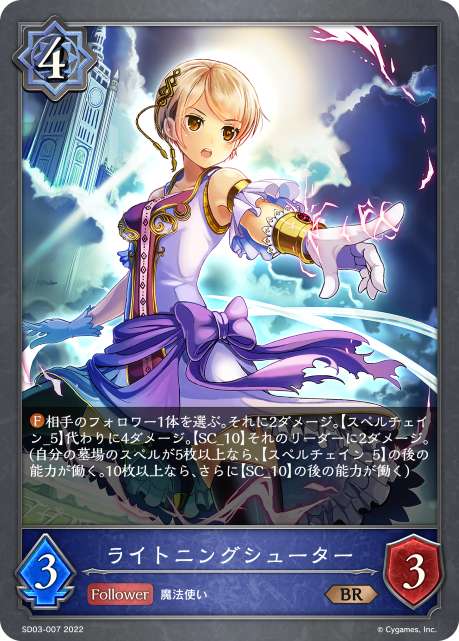 4
Ⓕ相手のフォロワー1体を選ぶ。それに2ダメージ。【スペルチェイ
ン_5】代わりに4ダメージ。【SC_10】それのリーダーに2ダメージ。
(自分の墓場のスペルが5枚以上なら、【スペルチェイン_5】の後の
能力が働く。10枚以上なら、さらに【SC_10】の後の能力が働く)
ライトニングシューター
3
Follower 魔法使い
BR
3
SD03-007 2022
© Cygames, Inc.